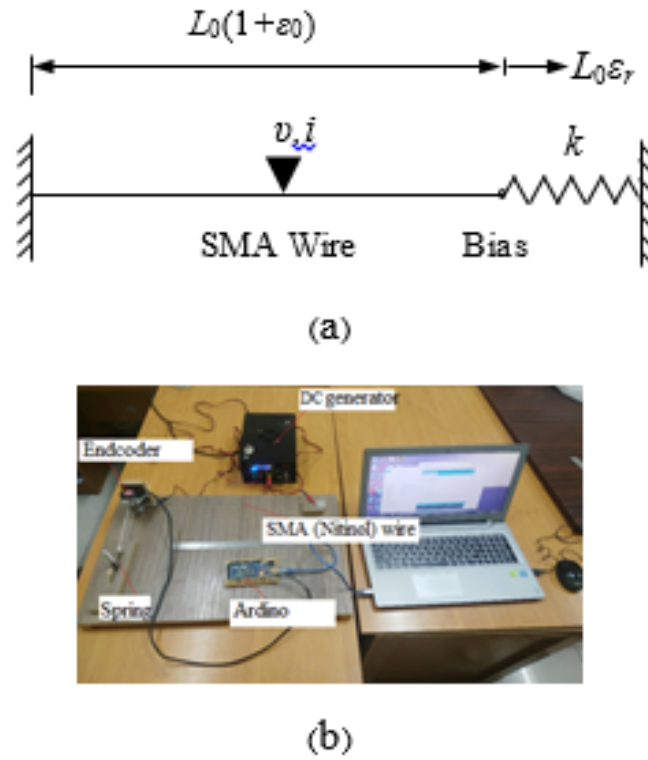 L₀(1+ε₀)
L₀εᵣ
v,i
k
SMA Wire
Bias
(a)
DC generator
Endcoder
SMA (Nitinol) wire
Spring
Ardino
(b)